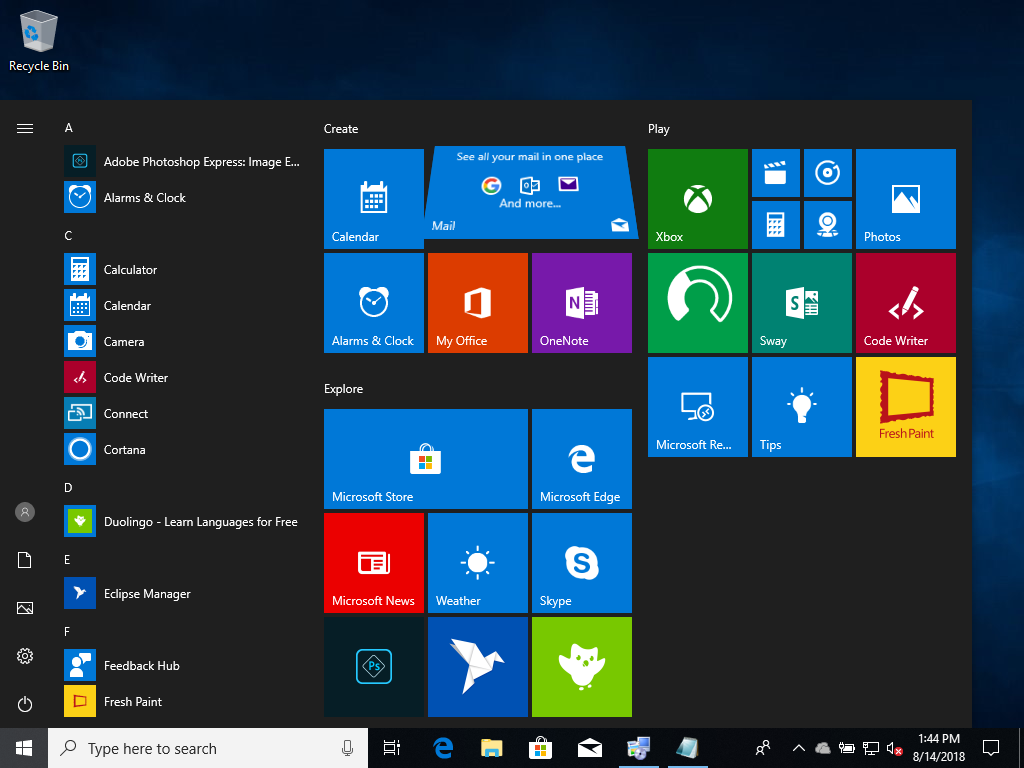 Recycle Bin
A
Adobe Photoshop Express: Image E...
Alarms & Clock
C
Calculator
Calendar
Camera
Code Writer
Connect
Cortana
D
Duolingo - Learn Languages for Free
E
Eclipse Manager
F
Feedback Hub
Fresh Paint
Create
Calendar
See all your mail in one place
And more...
Mail
Alarms & Clock
My Office
N
OneNote
Explore
Microsoft Store
Microsoft Edge
Microsoft News
Weather
S
Skype
Ps
Play
Xbox
Photos
S
Sway
Code Writer
Microsoft Re...
Tips
Fresh Paint
Type here to search
1:44 PM
8/14/2018